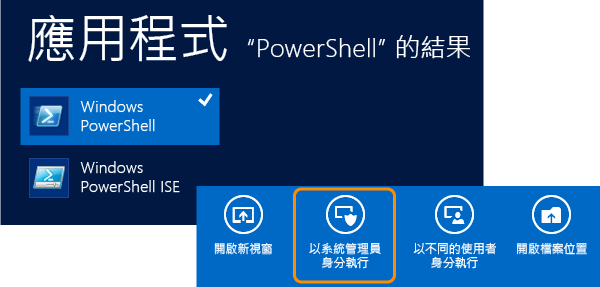 應用程式 “PowerShell” 的結果
Windows
PowerShell
Windows
PowerShell ISE
開啟新視窗
以系統管理員
身分執行
以不同的使用者
身分執行
開啟檔案位置